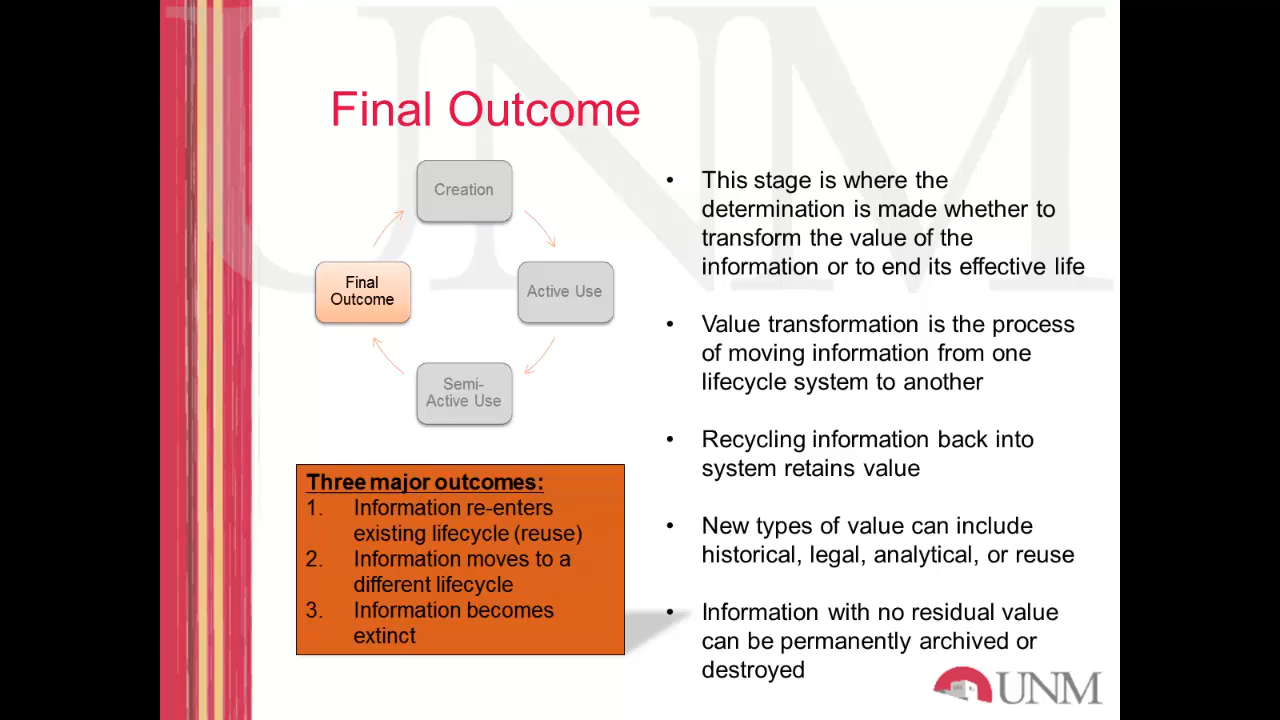 UNM
Final Outcome
Creation
Final
Outcome
Active Use
Semi-
Active Use
Three major outcomes:
1. Information re-enters
existing lifecycle (reuse)
2. Information moves to a
different lifecycle
3. Information becomes
extinct
• This stage is where the
determination is made whether to
transform the value of the
information or to end its effective life
• Value transformation is the process
of moving information from one
lifecycle system to another
• Recycling information back into
system retains value
• New types of value can include
historical, legal, analytical, or reuse
• Information with no residual value
can be permanently archived or
destroyed
UNM